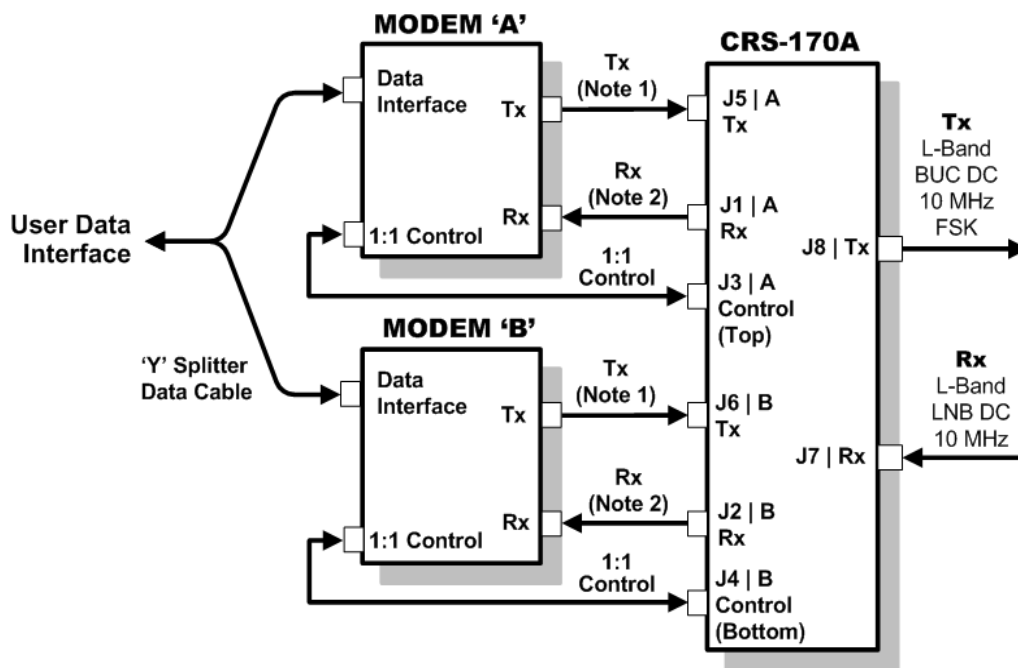 MODEM ‘A’
Data
Interface
Tx
Rx
1:1 Control
Tx
(Note 1)
Rx
(Note 2)
1:1
Control
User Data
Interface
‘Y’ Splitter
Data Cable
MODEM ‘B’
Data
Interface
Tx
Rx
1:1 Control
Tx
(Note 1)
Rx
(Note 2)
1:1
Control
CRS-170A
J5 | A
Tx
J1 | A
Rx
J3 | A
Control
(Top)
J6 | B
Tx
J2 | B
Rx
J4 | B
Control
(Bottom)
J8 | Tx
J7 | Rx
Tx
L-Band
BUC DC
10 MHz
FSK
Rx
L-Band
LNB DC
10 MHz